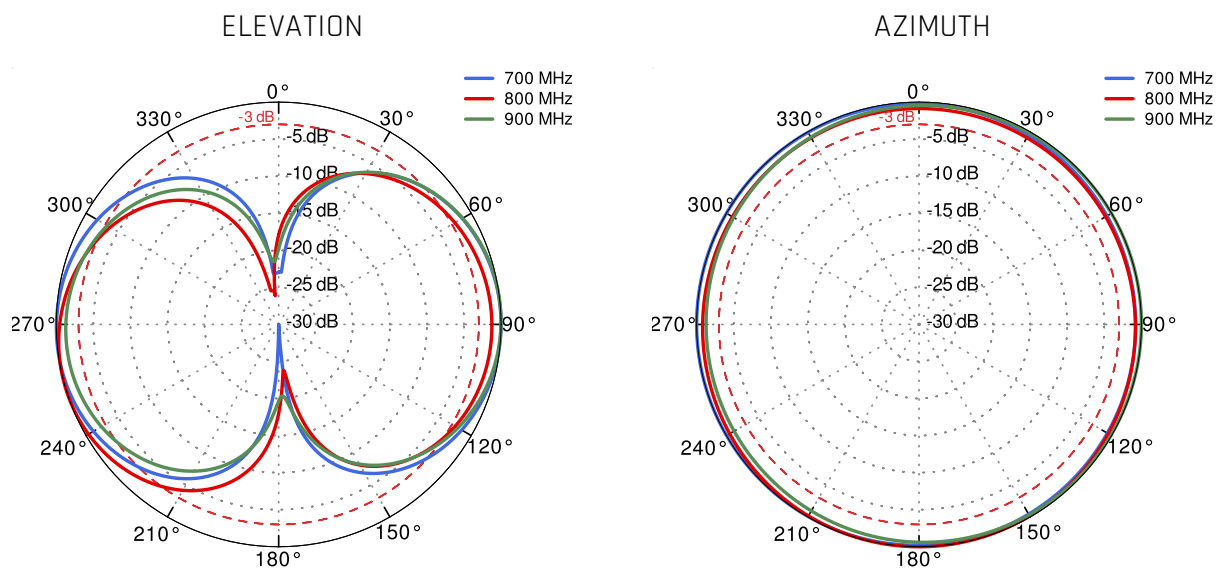 ELEVATION
700 MHz
800 MHz
900 MHz
0°
330°
-3 dB
30°
-5 dB
-10 dB
300°
-15 dB
60°
-20 dB
-25 dB
270°
-30 dB
90°
240°
120°
210°
150°
180°
AZIMUTH
700 MHz
800 MHz
900 MHz
0°
330°
-3 dB
30°
-5 dB
-10 dB
300°
-15 dB
60°
-20 dB
-25 dB
270°
-30 dB
90°
240°
120°
210°
150°
180°